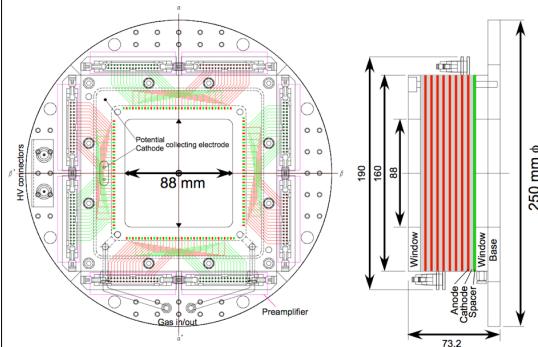 α
HV connectors
β'
β
Potential
Cathode collecting electrode
88 mm
Gas in/out
Preamplifier
α'
190
160
88
Window
Anode
Cathode
Spacer
Window
Base
250 mm ϕ
73.2